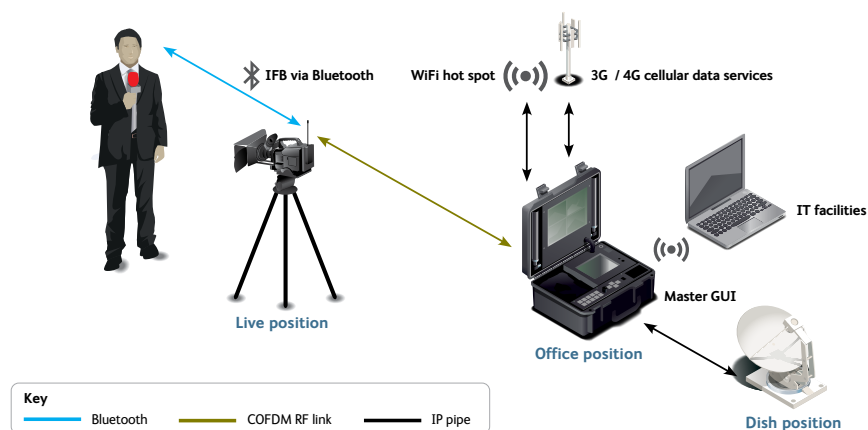 IFB via Bluetooth
WiFi hot spot
3G / 4G cellular data services
IT facilities
Master GUI
Live position
Office position
Dish position
Key
Bluetooth
COFDM RF link
IP pipe